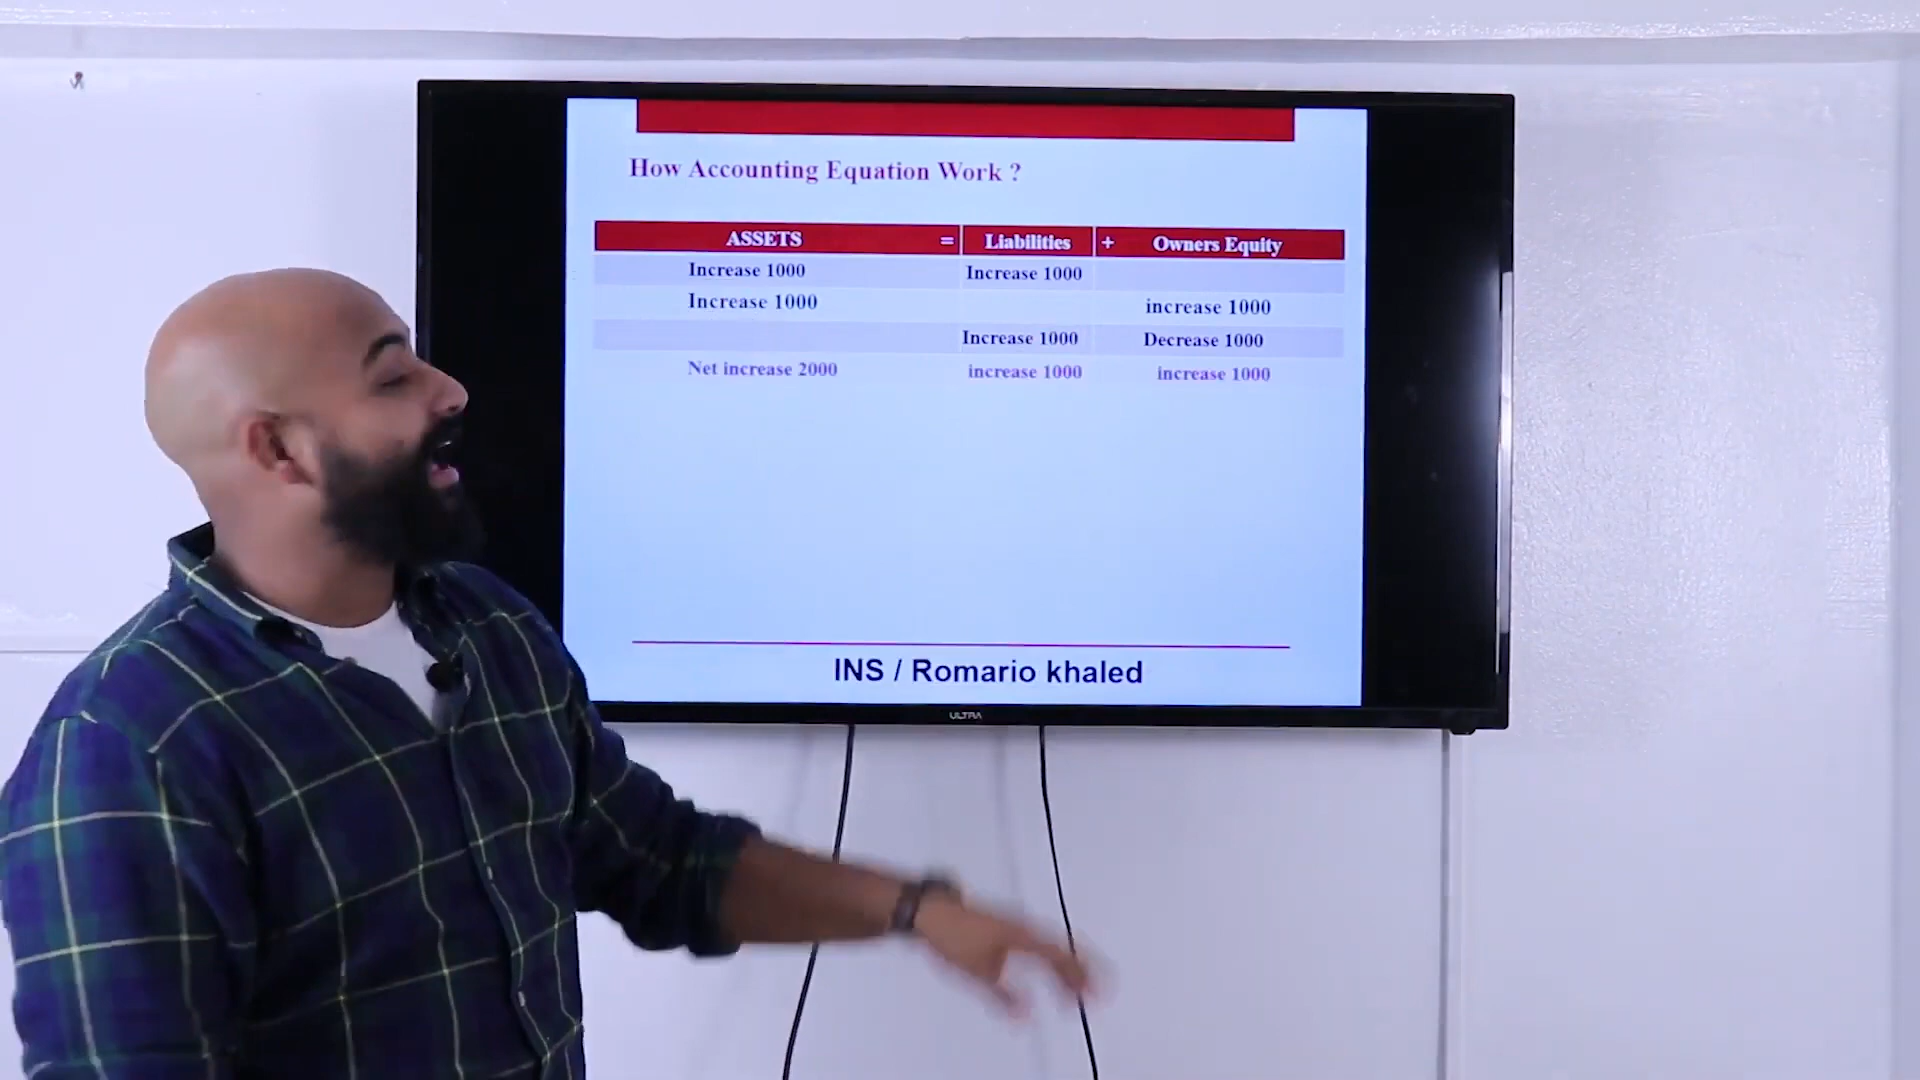 How Accounting Equation Work ?
ASSETS = Liabilities + Owners Equity
Increase 1000 Increase 1000
Increase 1000 increase 1000
Increase 1000 Decrease 1000
Net increase 2000 increase 1000 increase 1000
INS / Romario khaled
ULTRA